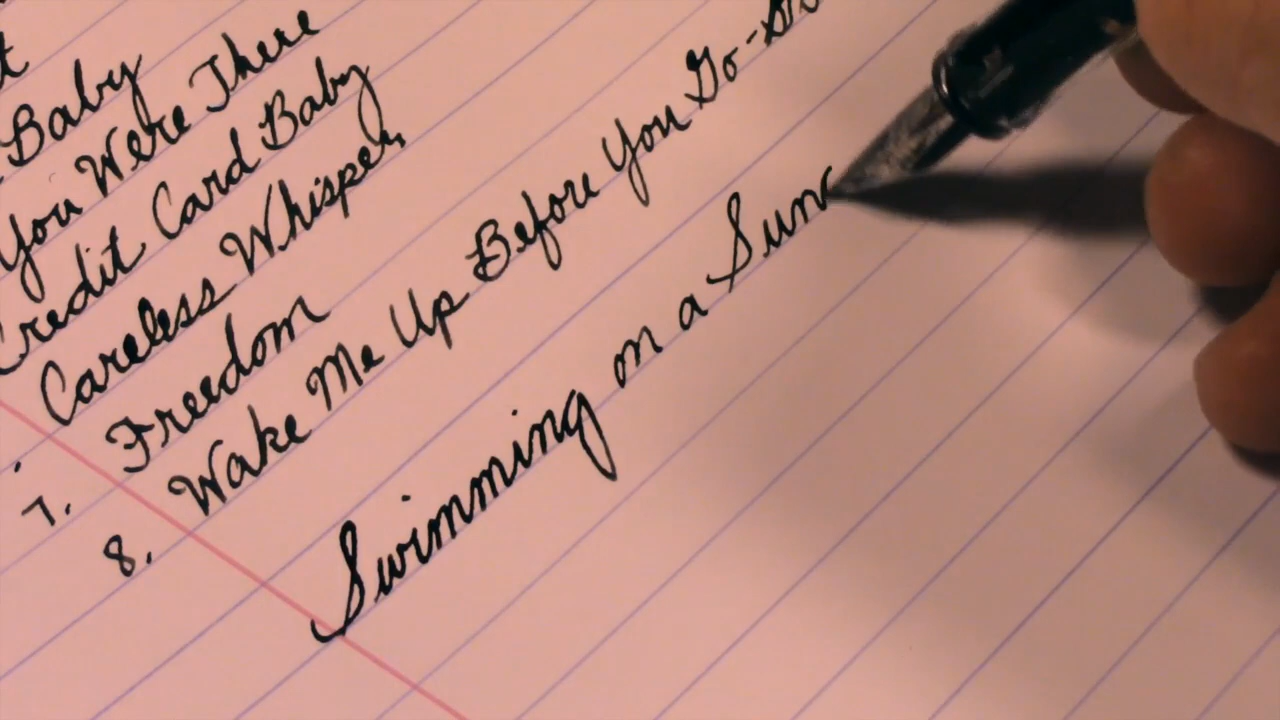 Baby
You Were There
Credit Card Baby
Careless Whisper
7. Freedom
8. Wake Me Up Before You Go-
Swimming on a Sun